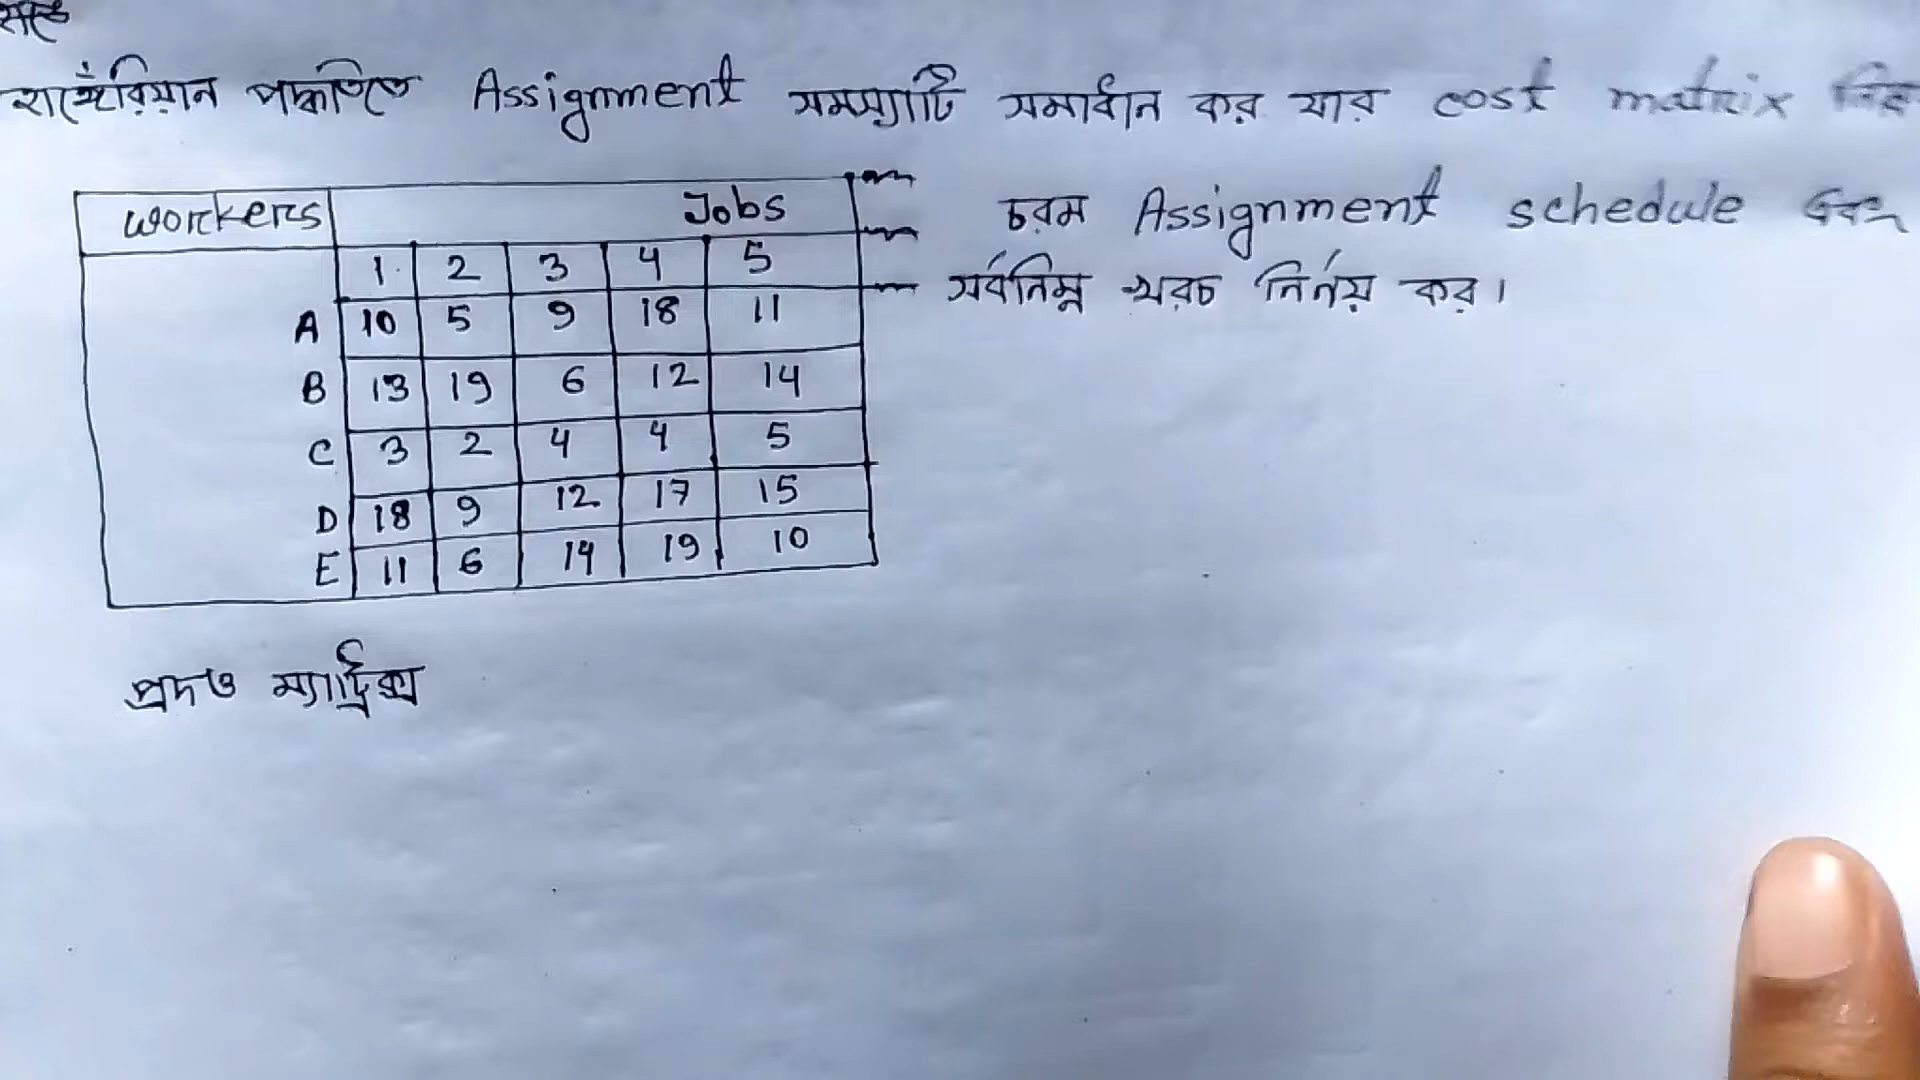 হাঙ্গেঁরিয়ান পদ্ধতিতে Assignment সমস্যাটি সমাধান কর যার cost matrix
workers Jobs
1 2 3 4 5
A 10 5 9 18 11
B 13 19 6 12 14
C 3 2 4 4 5
D 18 9 12 17 15
E 11 6 14 19 10
চরম Assignment schedule এবং
সর্বনিম্ন খরচ নির্নয় কর।
প্রদত্ত ম্যাট্রিক্স